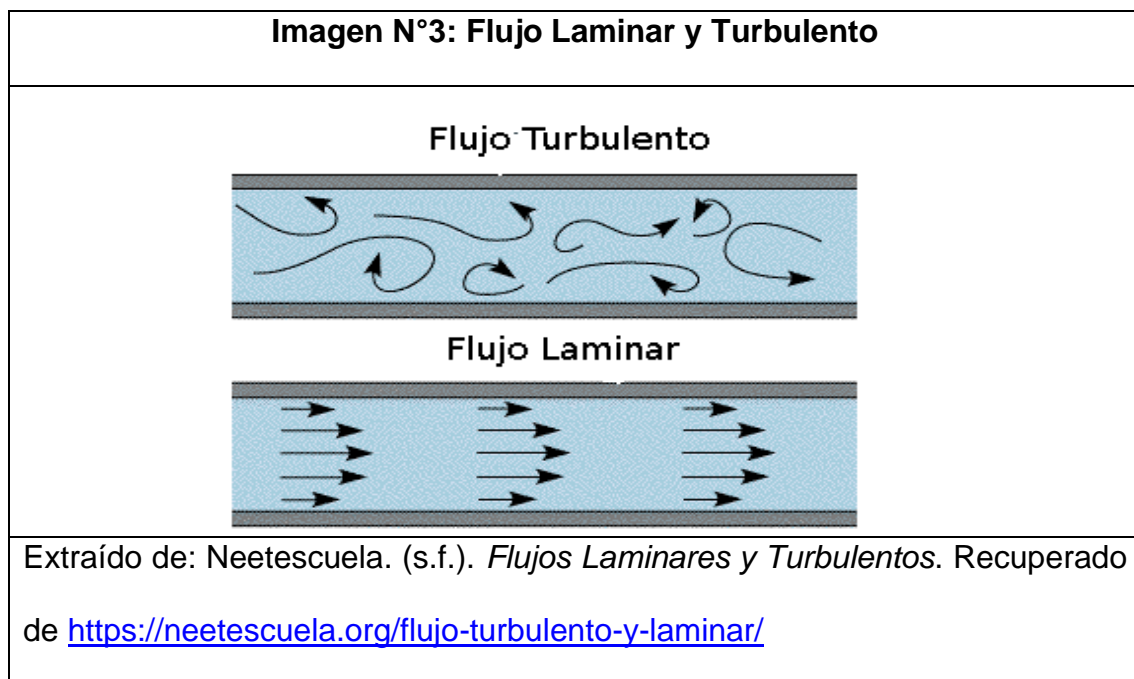 Imagen N°3: Flujo Laminar y Turbulento
Flujo Turbulento
Flujo Laminar
Extraído de: Neetescuela. (s.f.). Flujos Laminares y Turbulentos. Recuperado
de https://neetescuela.org/flujo-turbulento-y-laminar/